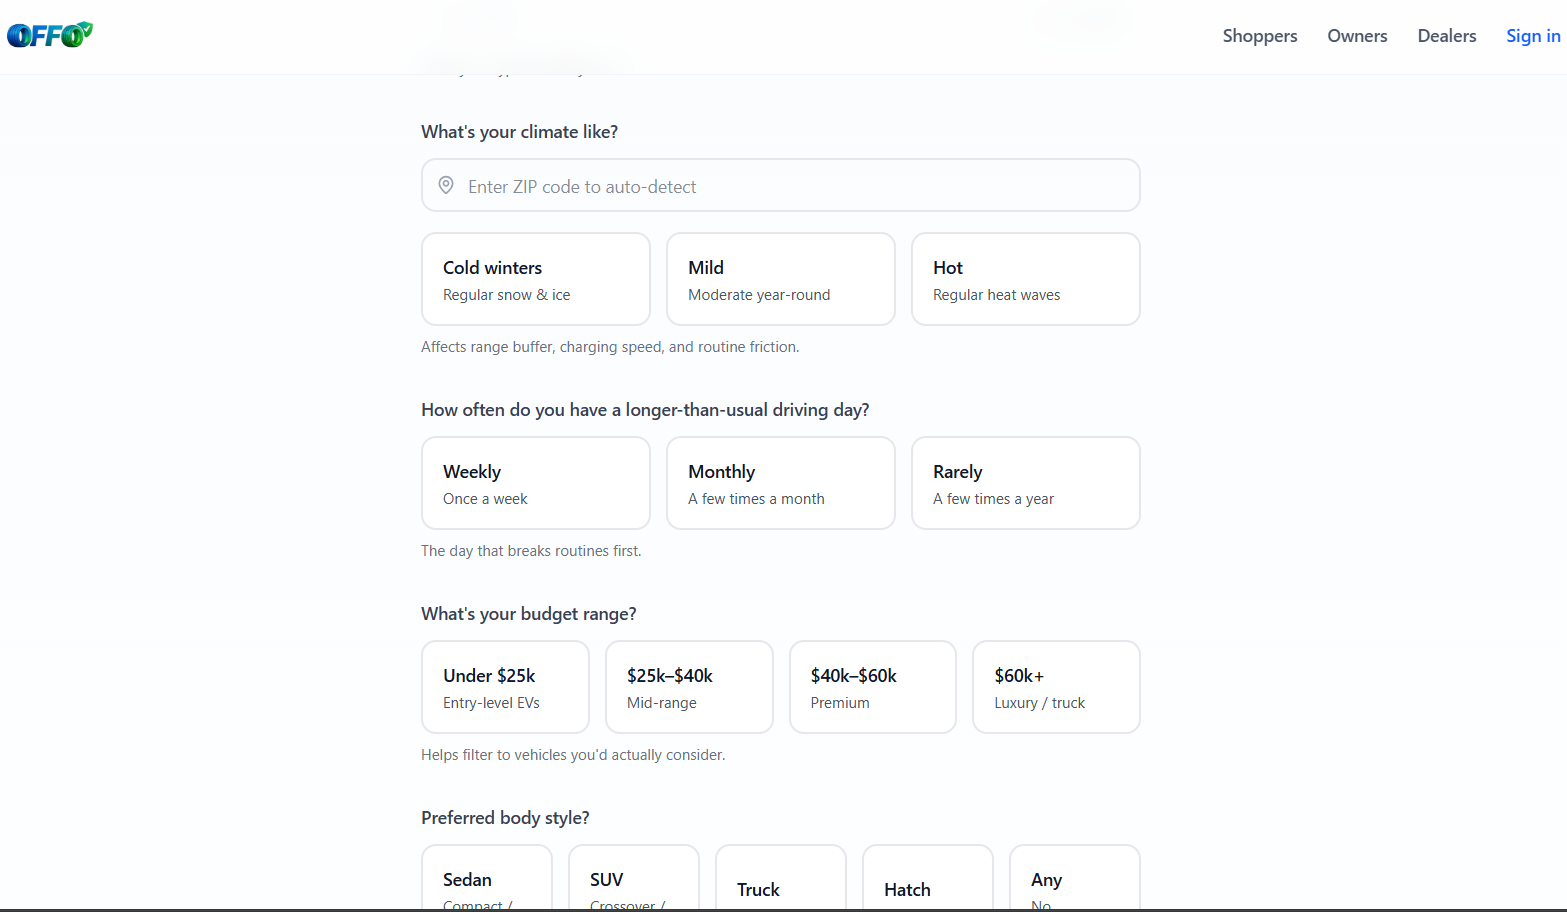 OFFO
Shoppers Owners Dealers Sign in
What's your climate like?
Enter ZIP code to auto-detect
Cold winters
Regular snow & ice
Mild
Moderate year-round
Hot
Regular heat waves
Affects range buffer, charging speed, and routine friction.
How often do you have a longer-than-usual driving day?
Weekly
Once a week
Monthly
A few times a month
Rarely
A few times a year
The day that breaks routines first.
What's your budget range?
Under $25k
Entry-level EVs
$25k–$40k
Mid-range
$40k–$60k
Premium
$60k+
Luxury / truck
Helps filter to vehicles you'd actually consider.
Preferred body style?
Sedan
Compact /
SUV
Crossover /
Truck
Hatch
Any
No